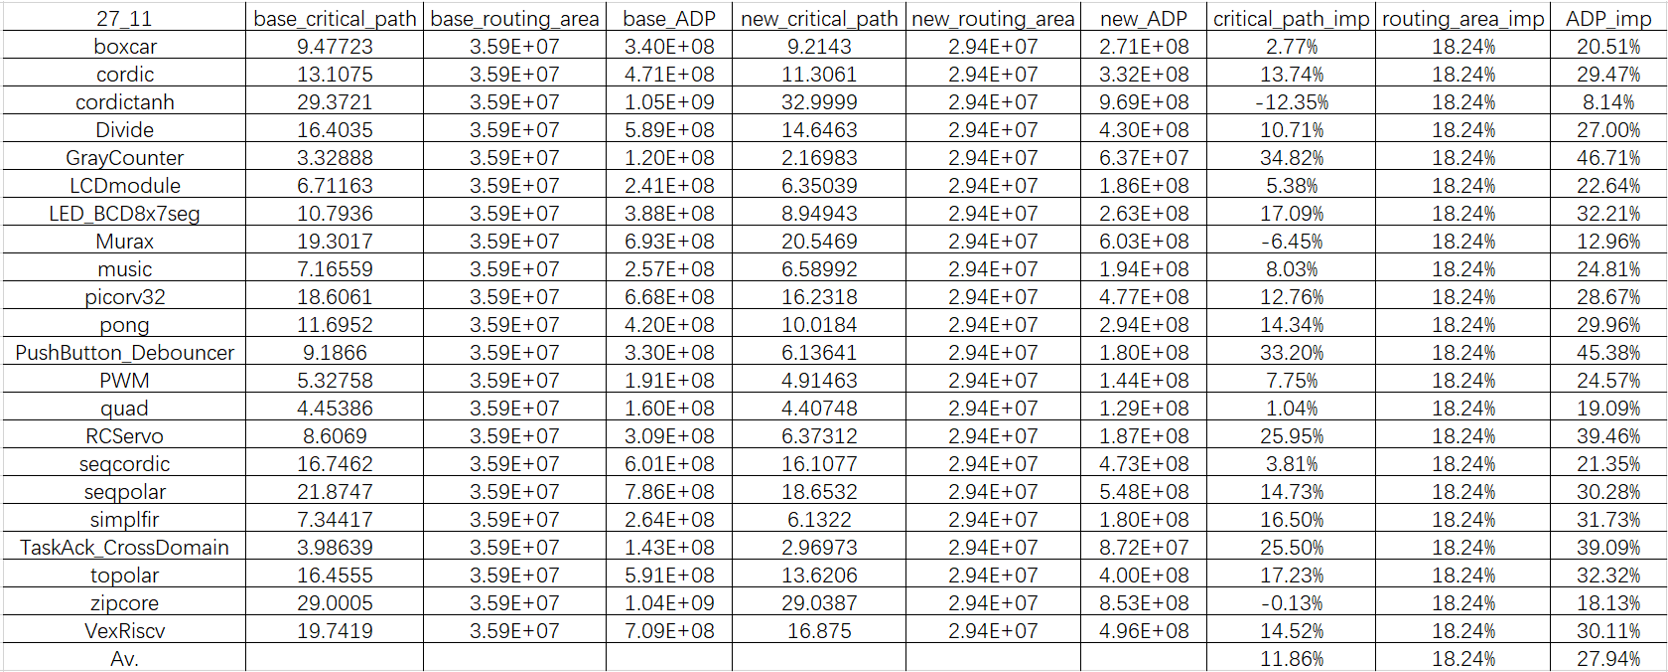 27_11 base_critical_path base_routing_area base_ADP new_critical_path new_routing_area new_ADP critical_path_imp routing_area_imp ADP_imp
boxcar 9.47723 3.59E+07 3.40E+08 9.2143 2.94E+07 2.71E+08 2.77% 18.24% 20.51%
cordic 13.1075 3.59E+07 4.71E+08 11.3061 2.94E+07 3.32E+08 13.74% 18.24% 29.47%
cordictanh 29.3721 3.59E+07 1.05E+09 32.9999 2.94E+07 9.69E+08 -12.35% 18.24% 8.14%
Divide 16.4035 3.59E+07 5.89E+08 14.6463 2.94E+07 4.30E+08 10.71% 18.24% 27.00%
GrayCounter 3.32888 3.59E+07 1.20E+08 2.16983 2.94E+07 6.37E+07 34.82% 18.24% 46.71%
LCDmodule 6.71163 3.59E+07 2.41E+08 6.35039 2.94E+07 1.86E+08 5.38% 18.24% 22.64%
LED_BCD8x7seg 10.7936 3.59E+07 3.88E+08 8.94943 2.94E+07 2.63E+08 17.09% 18.24% 32.21%
Murax 19.3017 3.59E+07 6.93E+08 20.5469 2.94E+07 6.03E+08 -6.45% 18.24% 12.96%
music 7.16559 3.59E+07 2.57E+08 6.58992 2.94E+07 1.94E+08 8.03% 18.24% 24.81%
picorv32 18.6061 3.59E+07 6.68E+08 16.2318 2.94E+07 4.77E+08 12.76% 18.24% 28.67%
pong 11.6952 3.59E+07 4.20E+08 10.0184 2.94E+07 2.94E+08 14.34% 18.24% 29.96%
PushButton_Debouncer 9.1866 3.59E+07 3.30E+08 6.13641 2.94E+07 1.80E+08 33.20% 18.24% 45.38%
PWM 5.32758 3.59E+07 1.91E+08 4.91463 2.94E+07 1.44E+08 7.75% 18.24% 24.57%
quad 4.45386 3.59E+07 1.60E+08 4.40748 2.94E+07 1.29E+08 1.04% 18.24% 19.09%
RCServo 8.6069 3.59E+07 3.09E+08 6.37312 2.94E+07 1.87E+08 25.95% 18.24% 39.46%
seqcordic 16.7462 3.59E+07 6.01E+08 16.1077 2.94E+07 4.73E+08 3.81% 18.24% 21.35%
seqpolar 21.8747 3.59E+07 7.86E+08 18.6532 2.94E+07 5.48E+08 14.73% 18.24% 30.28%
simplfir 7.34417 3.59E+07 2.64E+08 6.1322 2.94E+07 1.80E+08 16.50% 18.24% 31.73%
TaskAck_CrossDomain 3.98639 3.59E+07 1.43E+08 2.96973 2.94E+07 8.72E+07 25.50% 18.24% 39.09%
topolar 16.4555 3.59E+07 5.91E+08 13.6206 2.94E+07 4.00E+08 17.23% 18.24% 32.32%
zipcore 29.0005 3.59E+07 1.04E+09 29.0387 2.94E+07 8.53E+08 -0.13% 18.24% 18.13%
VexRiscv 19.7419 3.59E+07 7.09E+08 16.875 2.94E+07 4.96E+08 14.52% 18.24% 30.11%
Av. 11.86% 18.24% 27.94%